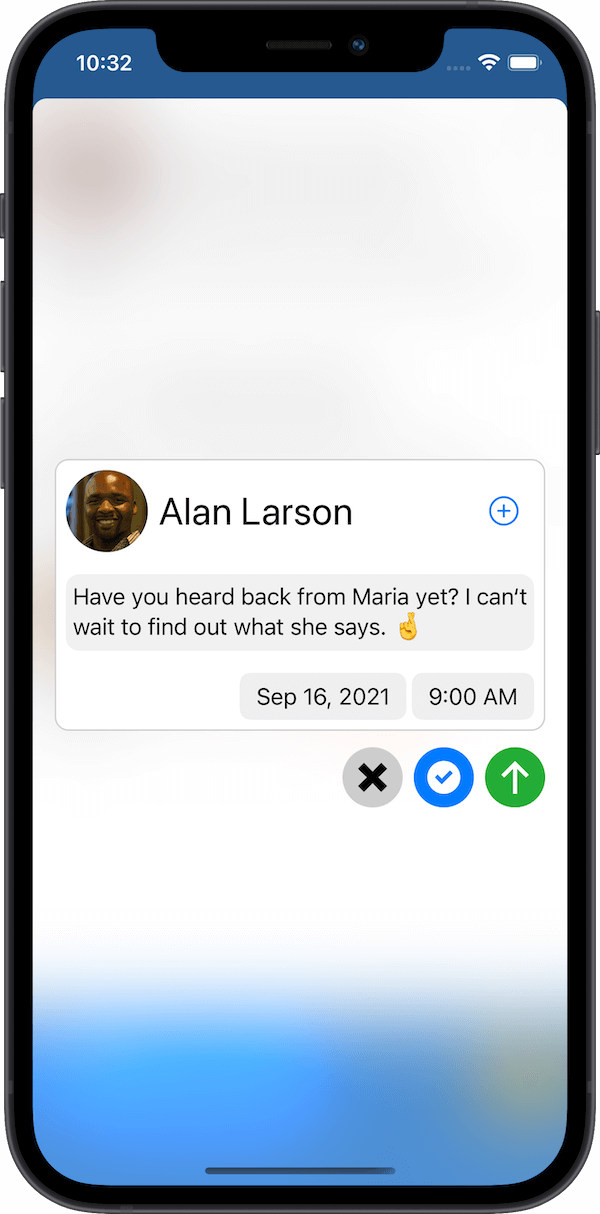 10:32
Alan Larson
Have you heard back from Maria yet? I can‘t
wait to find out what she says. 🤞
Sep 16, 2021
9:00 AM